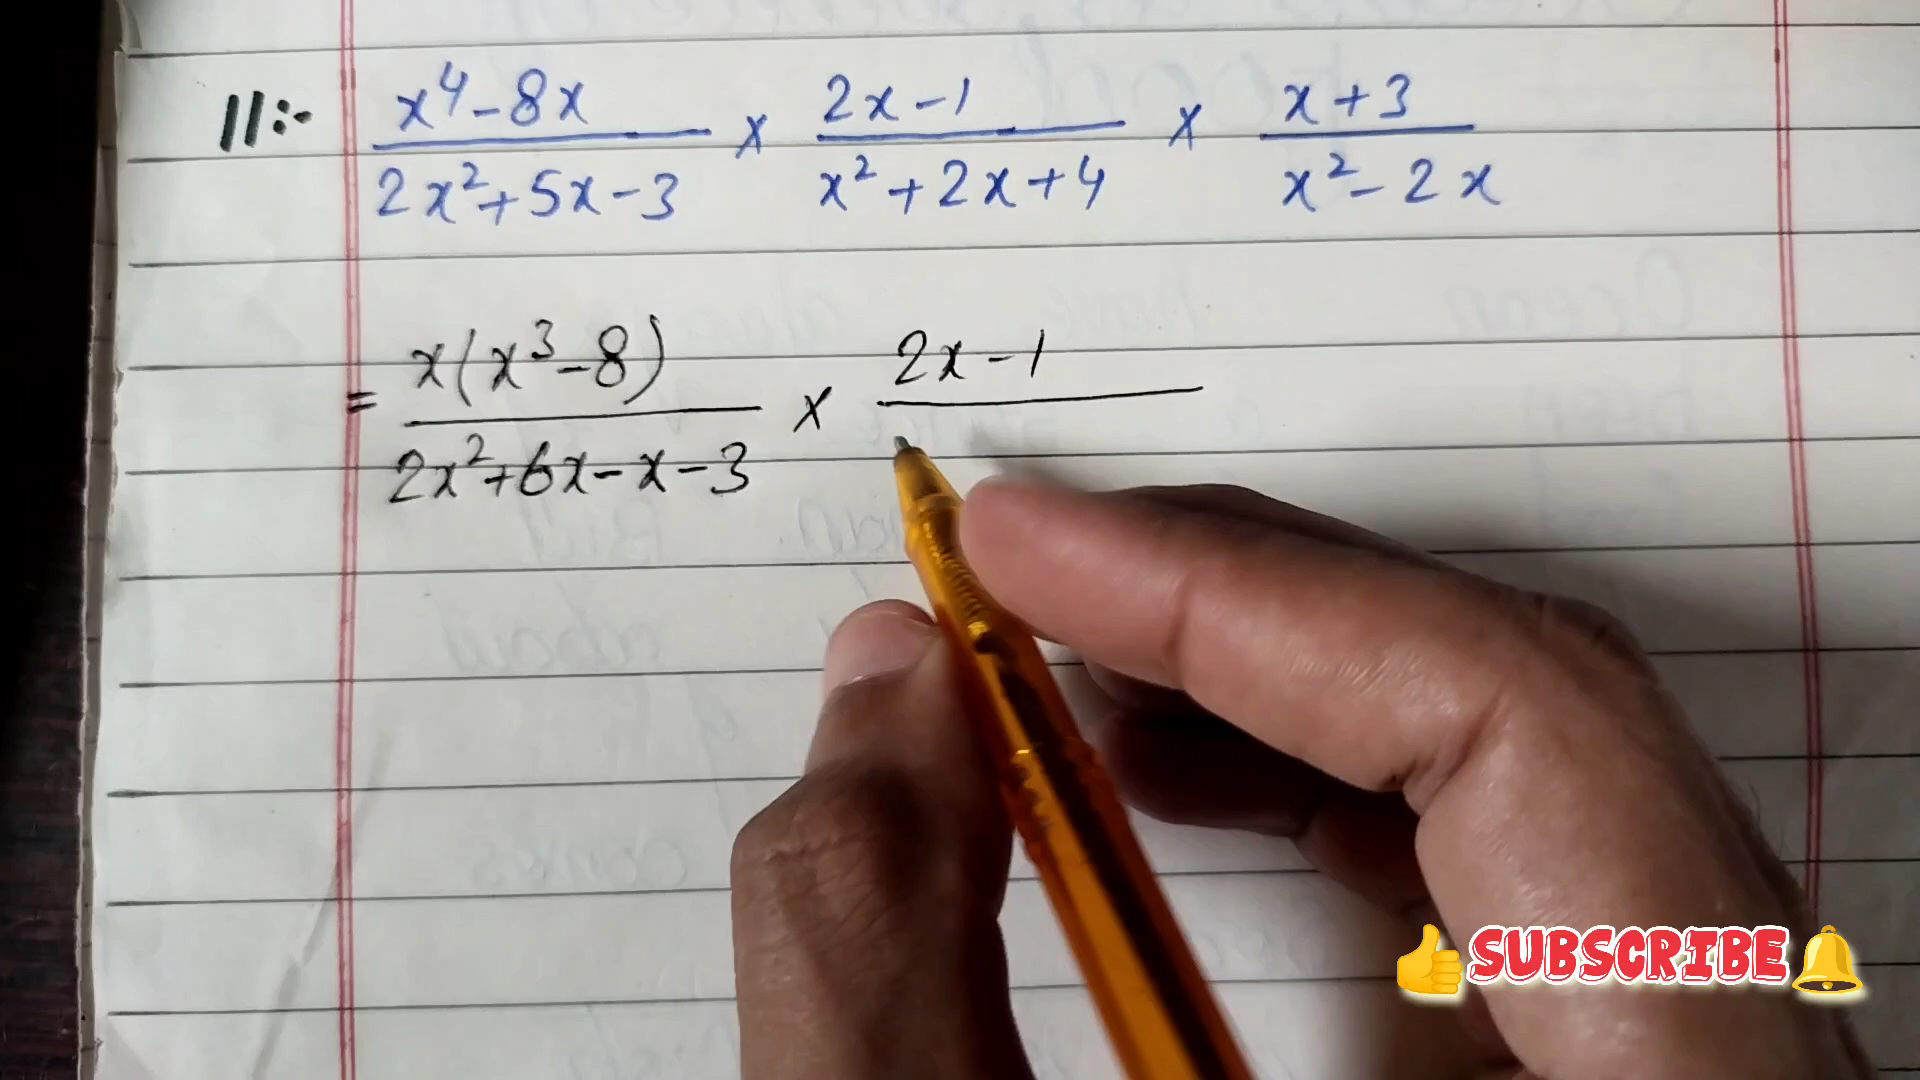 11:- x⁴-8x / 2x²+5x-3 × 2x-1 / x²+2x+4 × x+3 / x²-2x
= x(x³-8) / 2x²+6x-x-3 × 2x-1
SUBSCRIBE